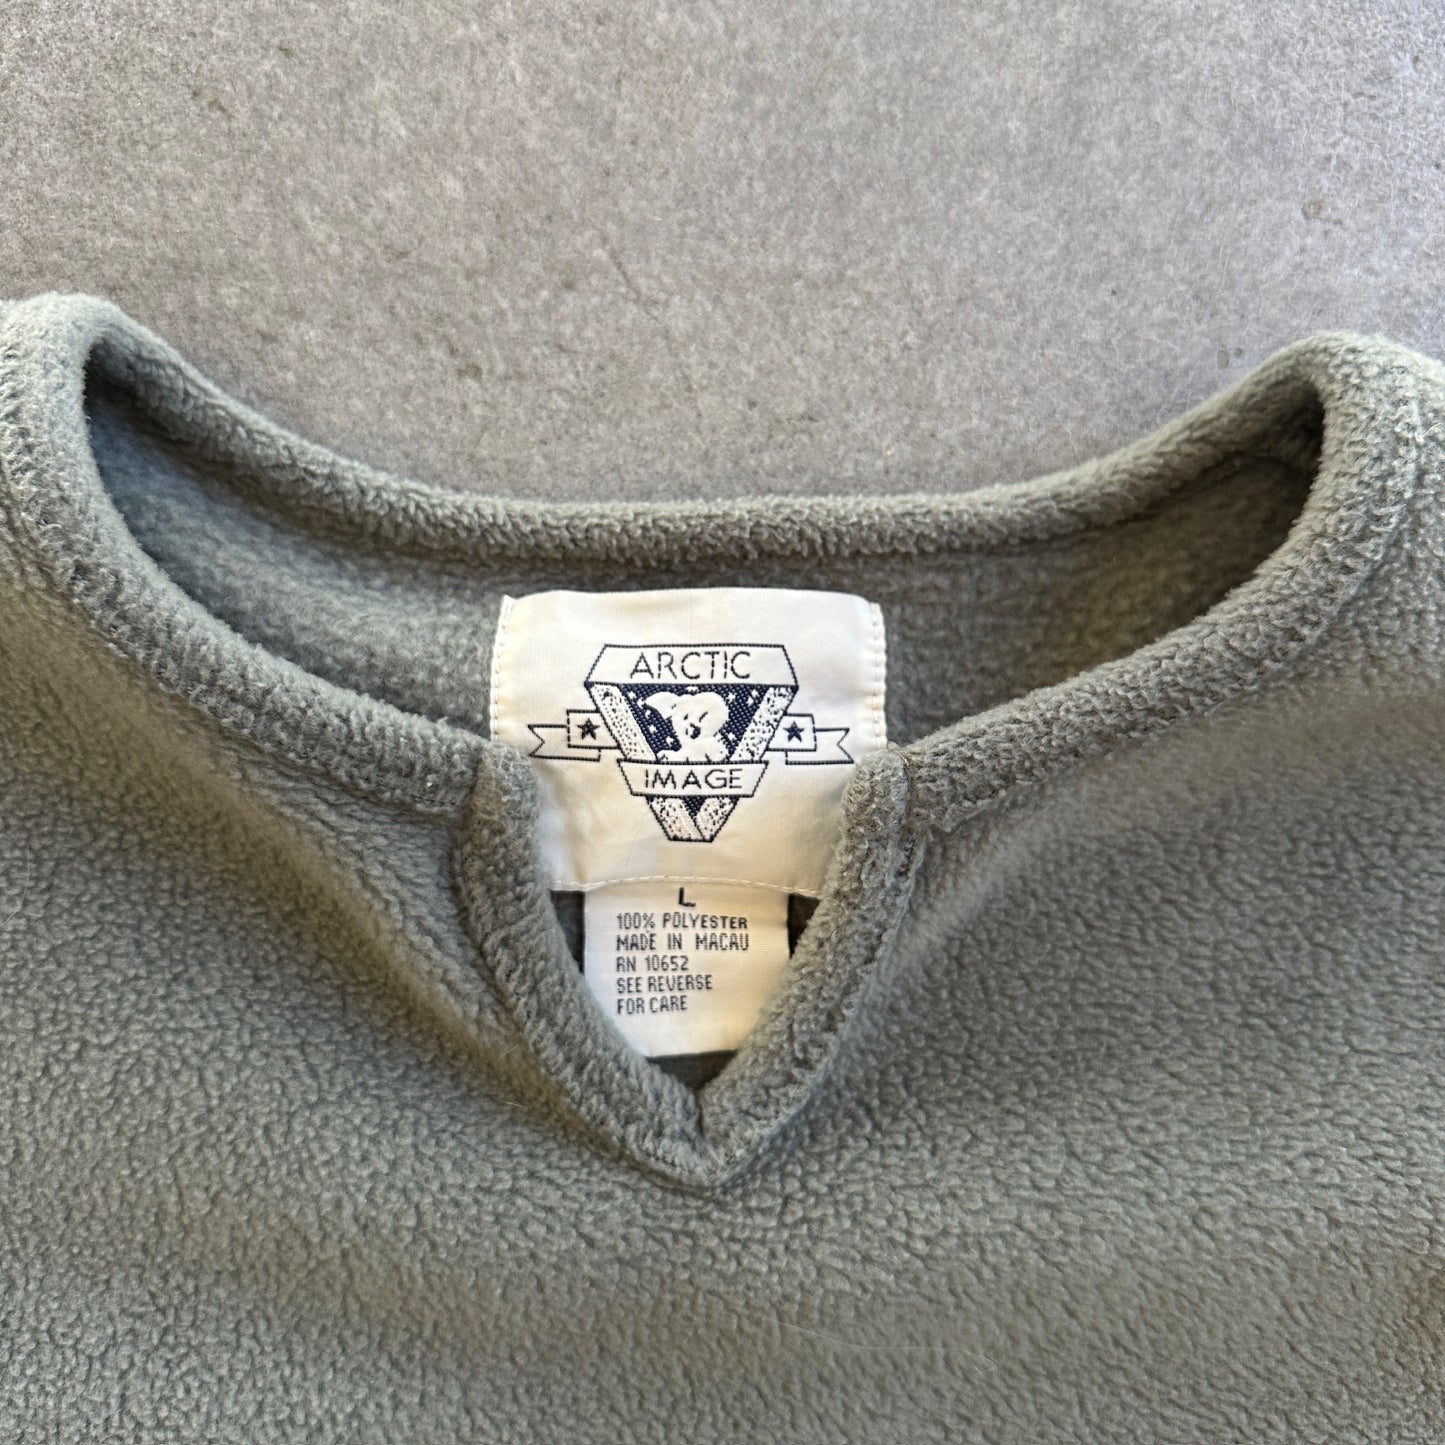 ARCTIC
IMAGE
L
100% POLYESTER
MADE IN MACAU
RN 10652
SEE REVERSE
FOR CARE